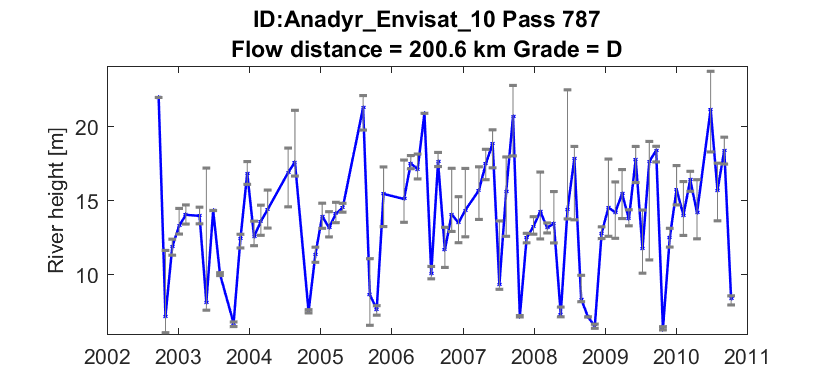 ID:Anadyr_Envisat_10 Pass 787
Flow distance = 200.6 km Grade = D
River height [m]
20
15
10
2002 2003 2004 2005 2006 2007 2008 2009 2010 2011